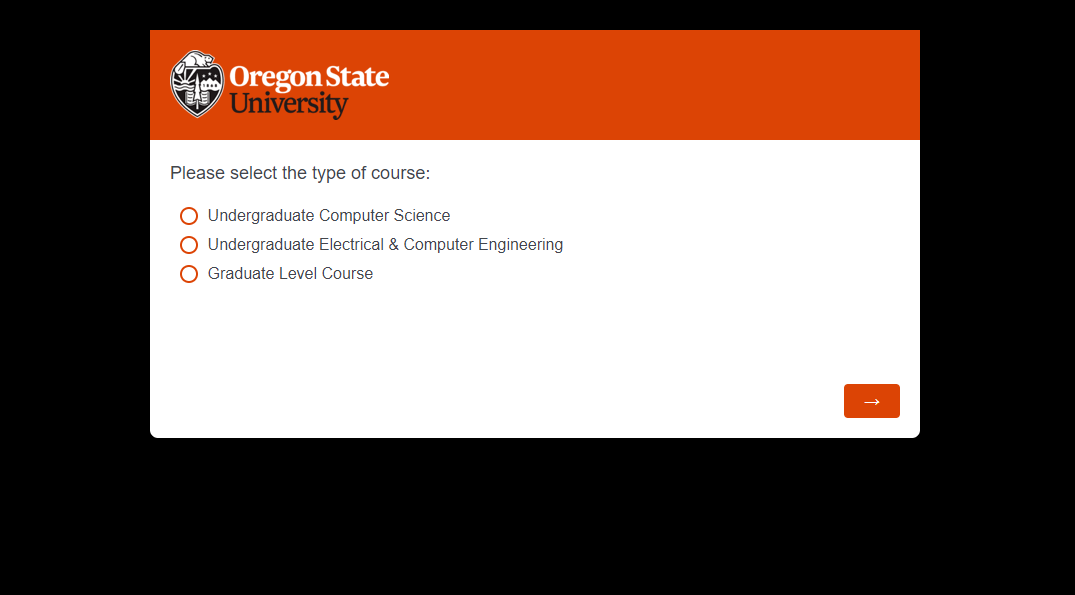 Oregon State
University
Please select the type of course:
Undergraduate Computer Science
Undergraduate Electrical & Computer Engineering
Graduate Level Course
→